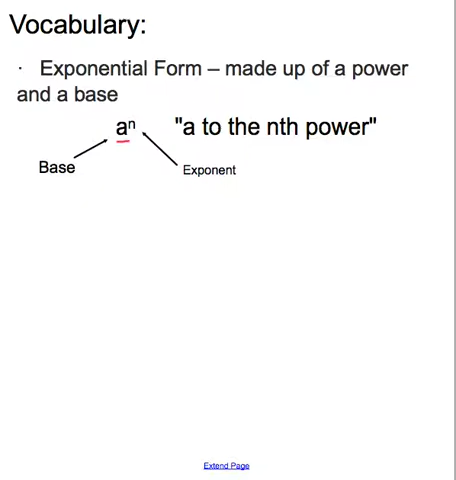 Vocabulary:
· Exponential Form – made up of a power
and a base
aⁿ "a to the nth power"
Base
Exponent
Extend Page